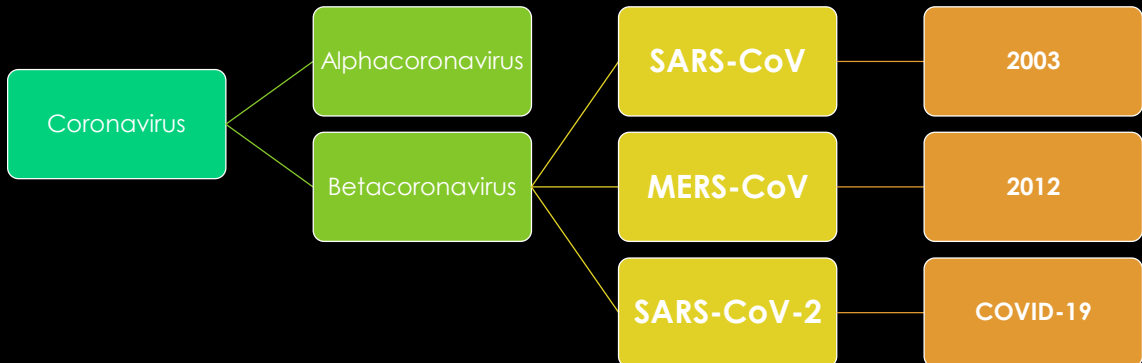 Coronavirus
Alphacoronavirus
Betacoronavirus
SARS-CoV
2003
MERS-CoV
2012
SARS-CoV-2
COVID-19